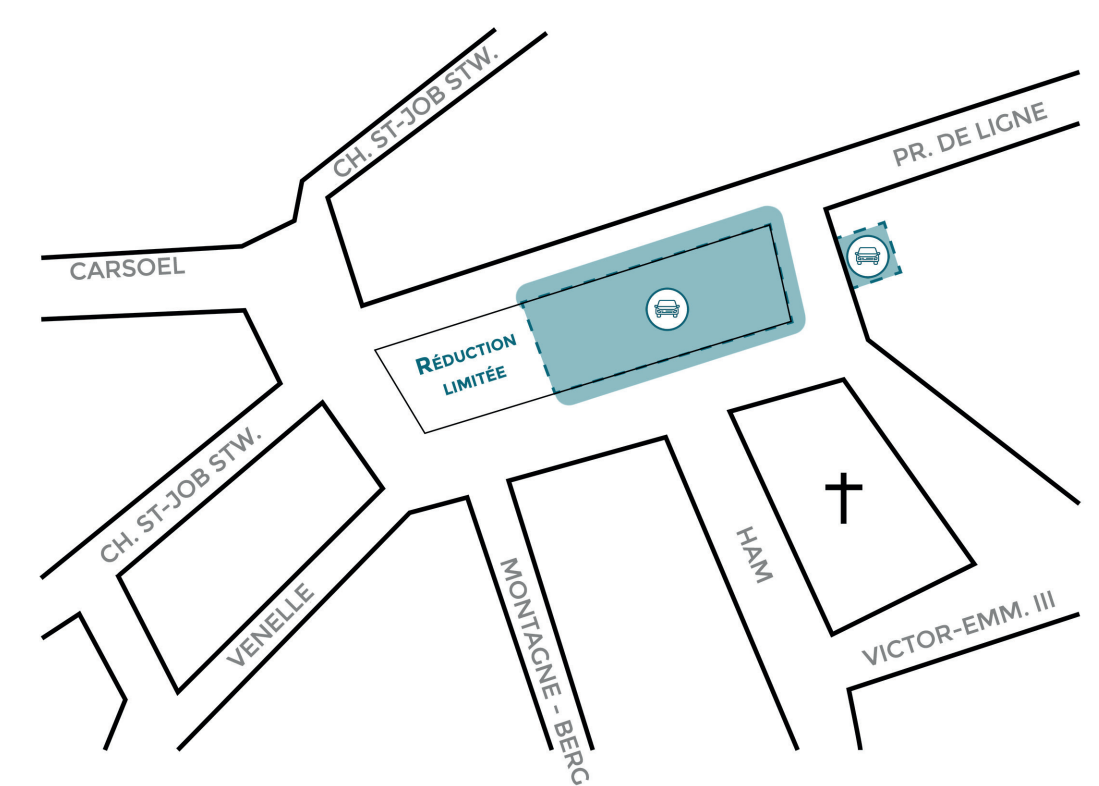 CH. ST-JOB STW.
PR. DE LIGNE
CARSOEL
RÉDUCTION
LIMITÉE
CH. ST-JOB STW.
VENELLE
MONTAGNE - BERG
HAM
VICTOR-EMM. III